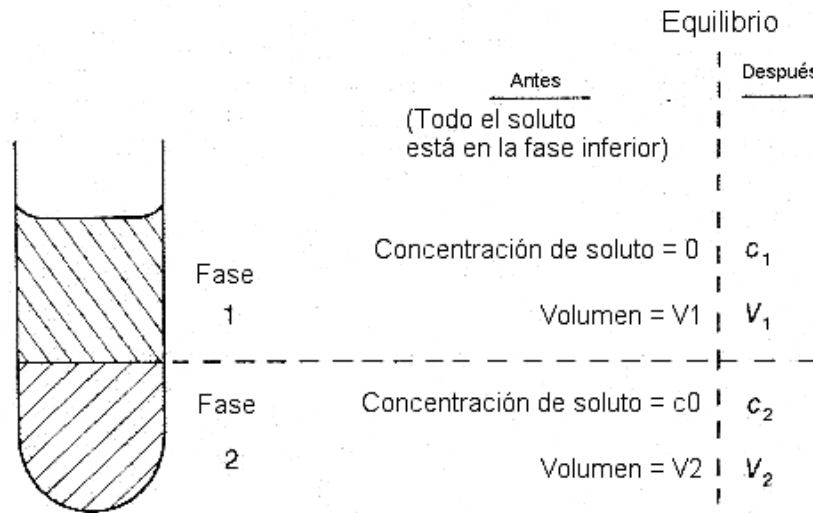 Equilibrio
Antes
Después
(Todo el soluto
está en la fase inferior)
Fase
1
Concentración de soluto = 0
c₁
Volumen = V1
V₁
Fase
2
Concentración de soluto = c0
c₂
Volumen = V2
V₂